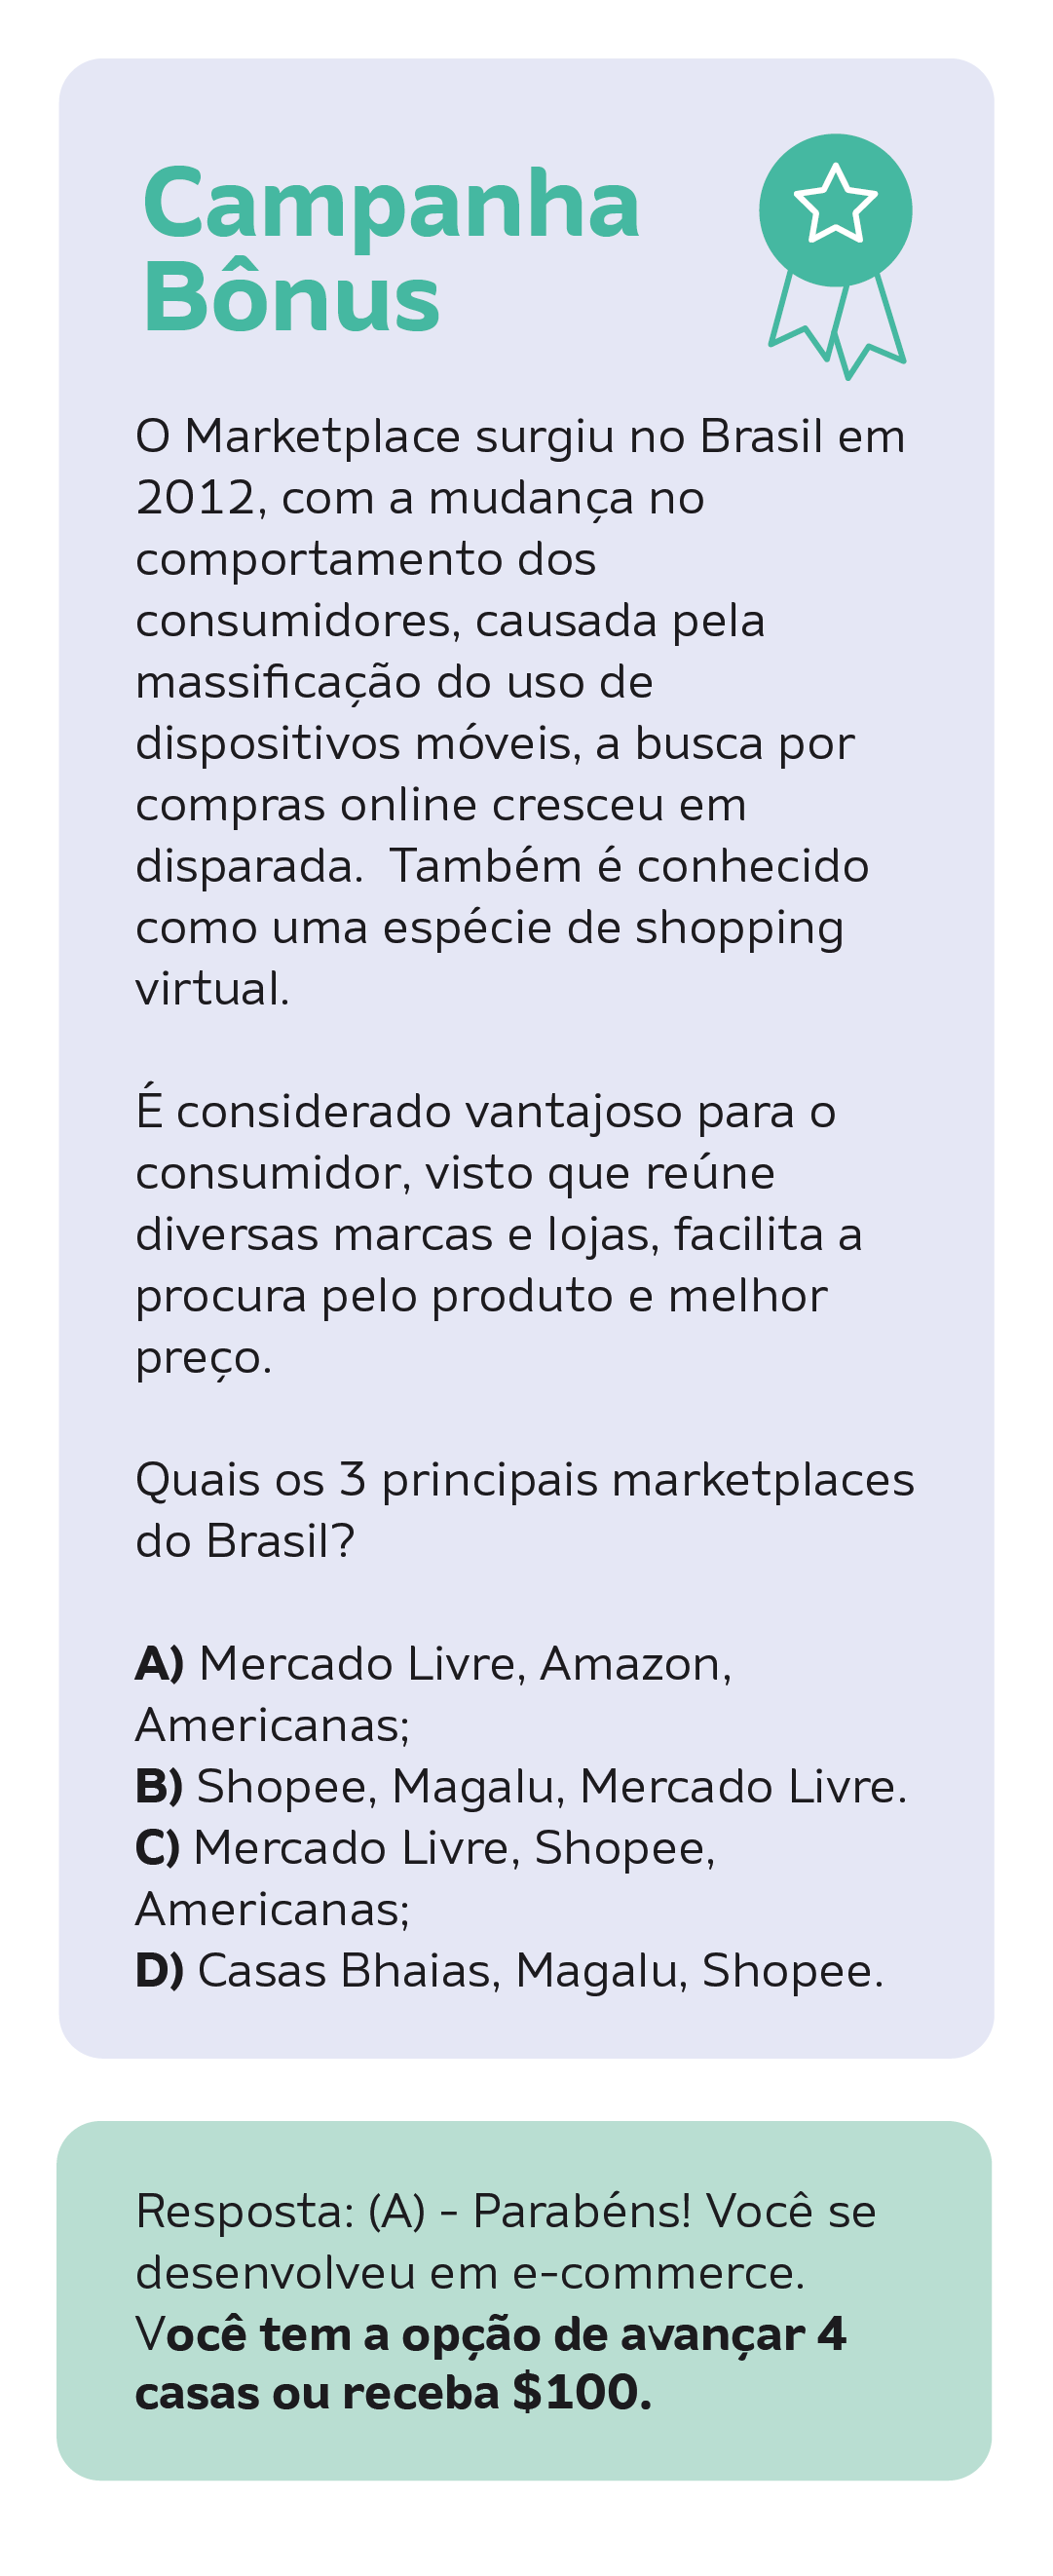 Campanha
Bônus
O Marketplace surgiu no Brasil em
2012, com a mudança no
comportamento dos
consumidores, causada pela
massificação do uso de
dispositivos móveis, a busca por
compras online cresceu em
disparada.  Também é conhecido
como uma espécie de shopping
virtual.
É considerado vantajoso para o
consumidor, visto que reúne
diversas marcas e lojas, facilita a
procura pelo produto e melhor
preço.
Quais os 3 principais marketplaces
do Brasil?
A) Mercado Livre, Amazon,
Americanas;
B) Shopee, Magalu, Mercado Livre.
C) Mercado Livre, Shopee,
Americanas;
D) Casas Bhaias, Magalu, Shopee.
Resposta: (A) - Parabéns! Você se
desenvolveu em e-commerce.
Você tem a opção de avançar 4
casas ou receba $100.